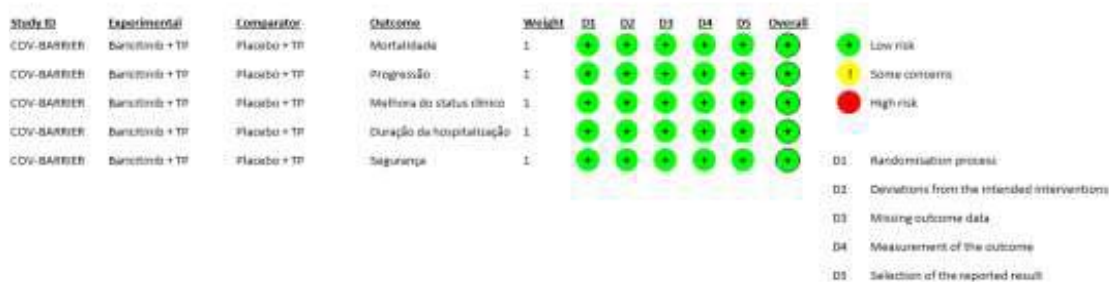 Study ID Experimental Comparator Outcome Weight D1 D2 D3 D4 D5 Overall
COV-BARRIER Baricitinib + TP Placebo + TP Mortalidade 1 + + + + + +
COV-BARRIER Baricitinib + TP Placebo + TP Progressão 1 + + + + + +
COV-BARRIER Baricitinib + TP Placebo + TP Melhora do status clínico 1 + + + + + +
COV-BARRIER Baricitinib + TP Placebo + TP Duração da hospitalização 1 + + + + + +
COV-BARRIER Baricitinib + TP Placebo + TP Segurança 1 + + + + + +
+ Low risk
! Some concerns
High risk
D1 Randomisation process
D2 Deviations from the intended interventions
D3 Missing outcome data
D4 Measurement of the outcome
D5 Selection of the reported result